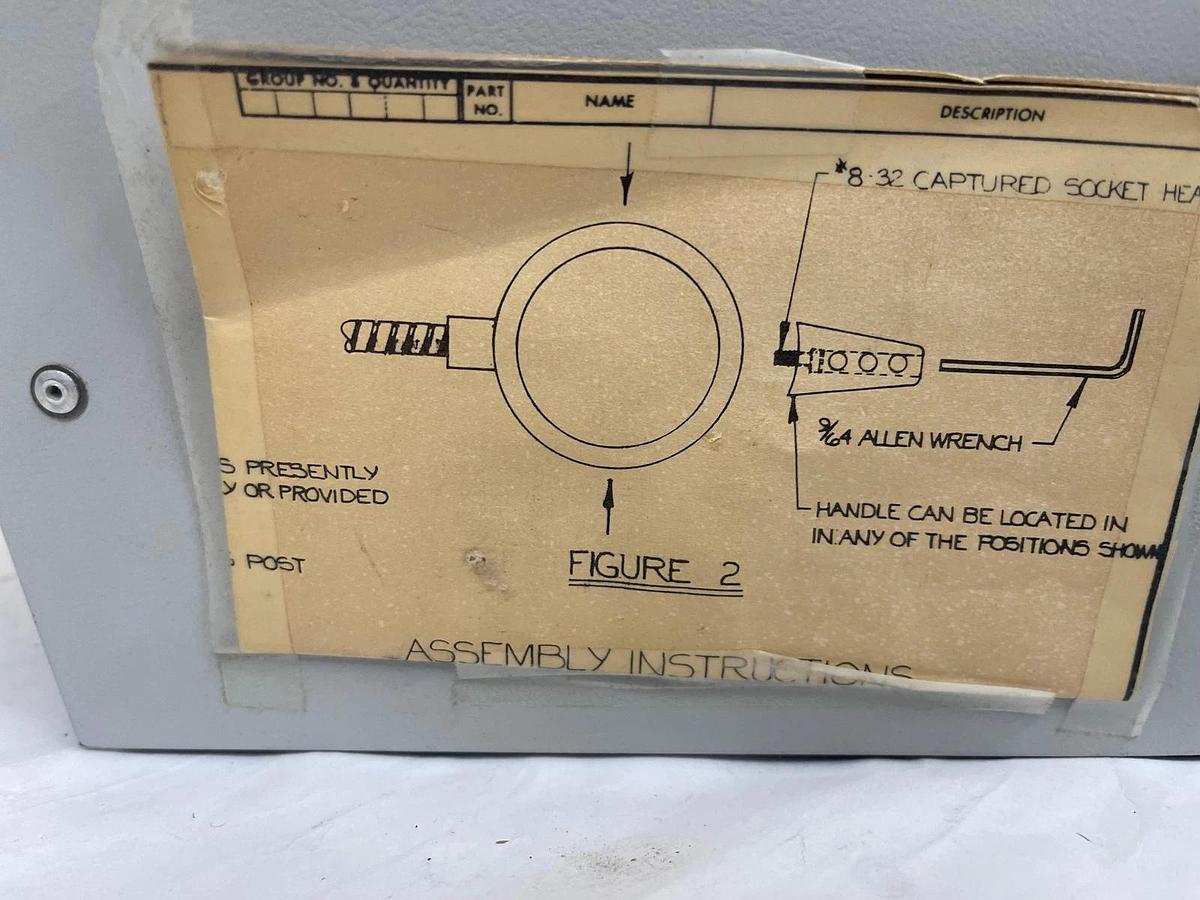 GROUP NO. & QUANTITY
PART NO.
NAME
DESCRIPTION
*8-32 CAPTURED SOCKET HEA
9/64 ALLEN WRENCH
S PRESENTLY
Y OR PROVIDED
HANDLE CAN BE LOCATED IN
IN ANY OF THE POSITIONS SHOWN
POST
FIGURE 2
ASSEMBLY INSTRUCTIONS